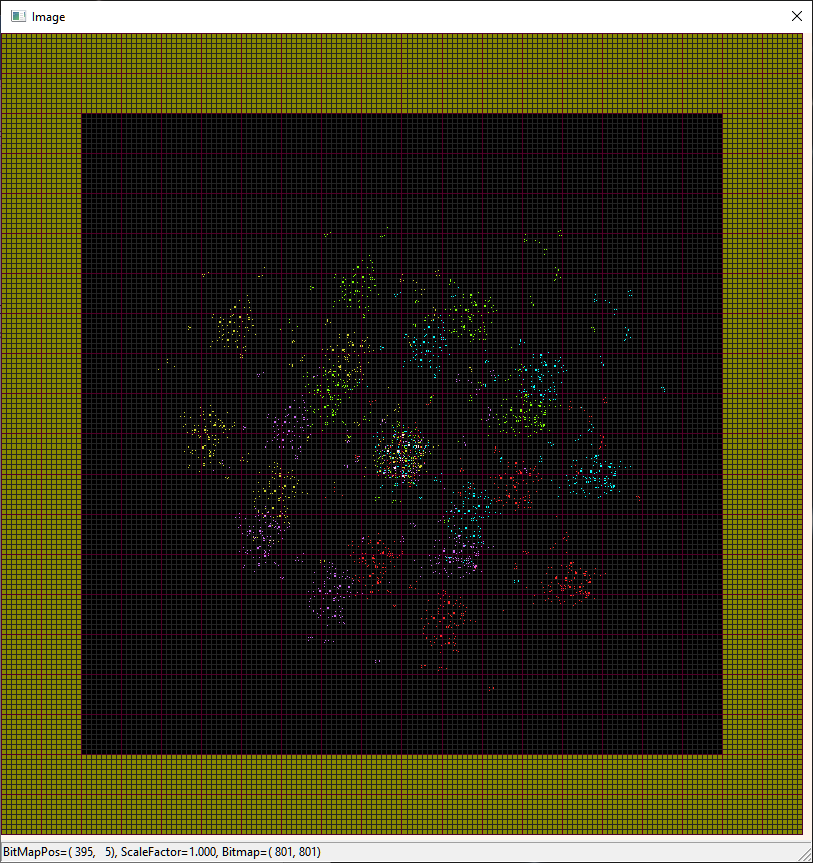 Image
BitMapPos=( 395,   5), ScaleFactor=1.000, Bitmap=( 801, 801)